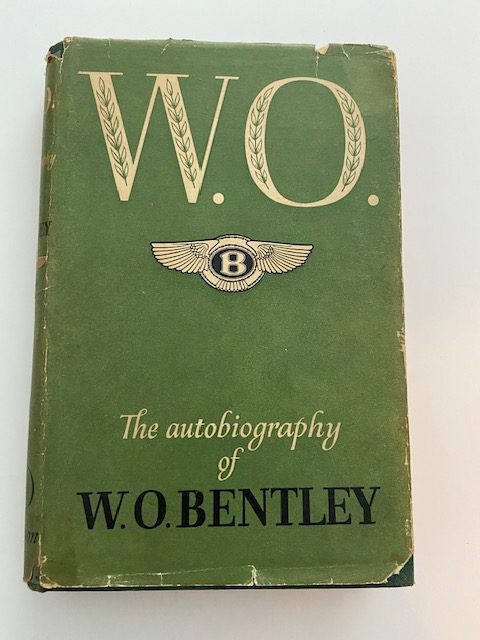 W.O.
B
The autobiography
of
W.O.BENTLEY